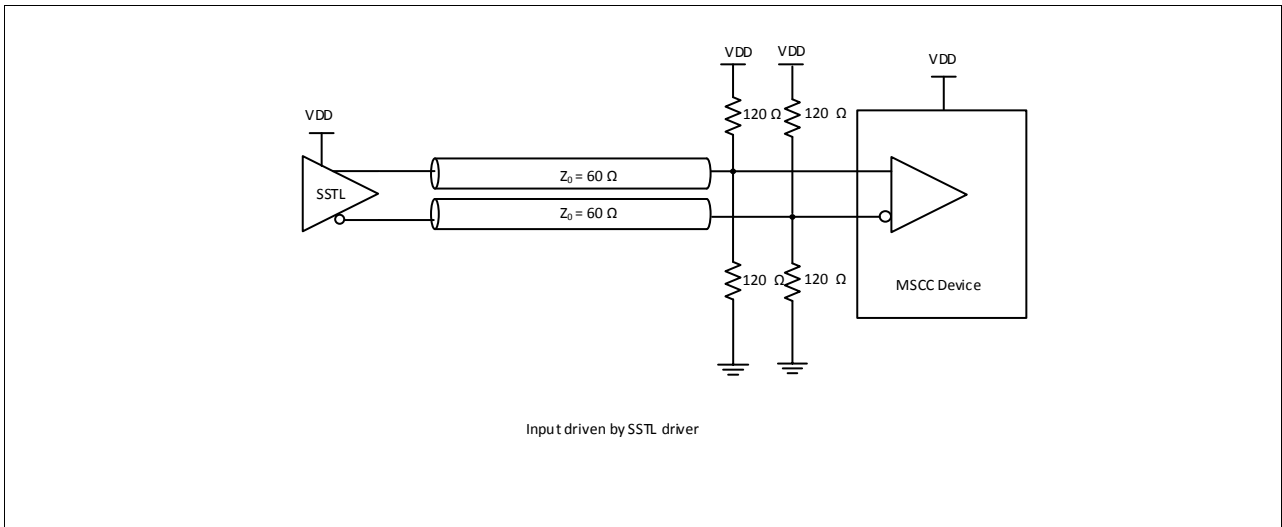 VDD VDD
VDD
120 Ω 120 Ω
VDD
SSTL
Z₀ = 60 Ω
Z₀ = 60 Ω
120 Ω 120 Ω
MSCC Device
Input driven by SSTL driver